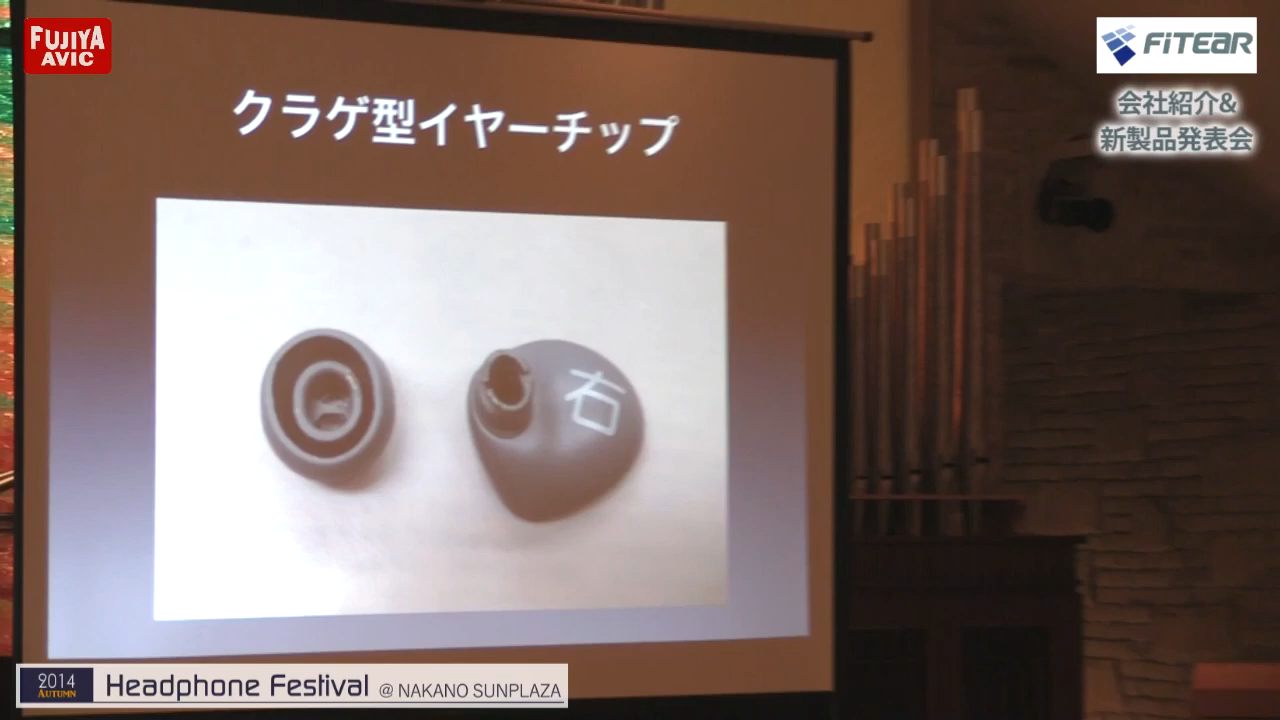 FUJIYA
AVIC
クラゲ型イヤーチップ
右
FiTEAR
会社紹介&
新製品発表会
2014
AUTUMN
Headphone Festival @ NAKANO SUNPLAZA